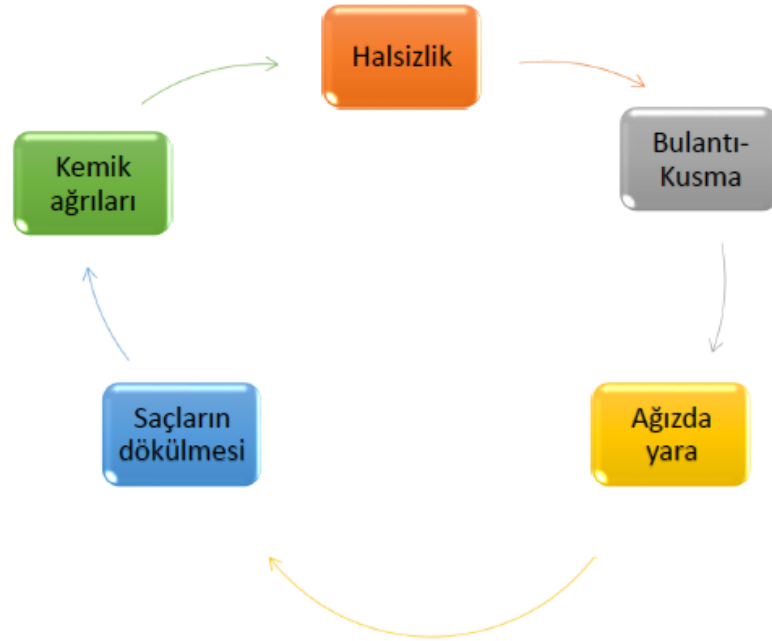 Halsizlik
Bulantı-
Kusma
Ağızda
yara
Saçların
dökülmesi
Kemik
ağrıları